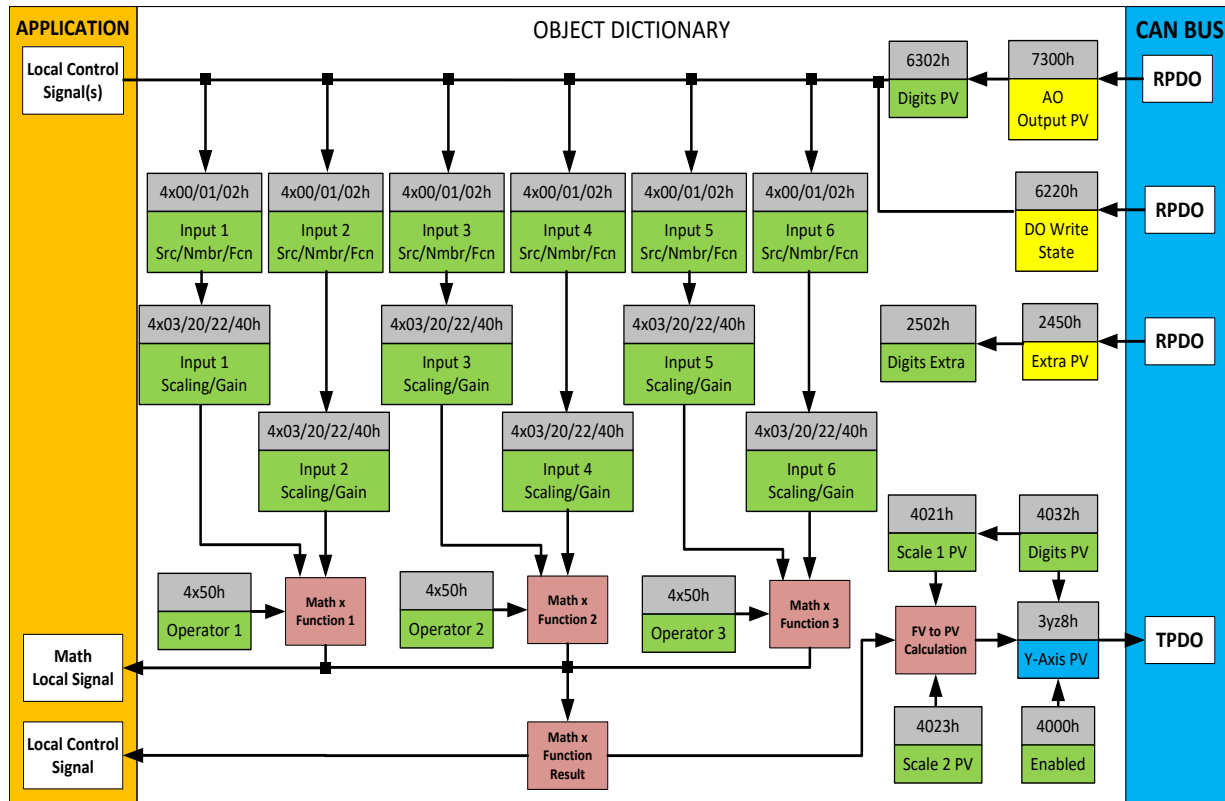 APPLICATION
OBJECT DICTIONARY
CAN BUS
Local Control
Signal(s)
6302h
Digits PV
7300h
AO
Output PV
RPDO
4x00/01/02h
4x00/01/02h
4x00/01/02h
4x00/01/02h
4x00/01/02h
4x00/01/02h
Input 1
Src/Nmbr/Fcn
Input 2
Src/Nmbr/Fcn
Input 3
Src/Nmbr/Fcn
Input 4
Src/Nmbr/Fcn
Input 5
Src/Nmbr/Fcn
Input 6
Src/Nmbr/Fcn
6220h
DO Write
State
RPDO
4x03/20/22/40h
Input 1
Scaling/Gain
4x03/20/22/40h
Input 3
Scaling/Gain
4x03/20/22/40h
Input 5
Scaling/Gain
2502h
Digits Extra
2450h
Extra PV
RPDO
4x03/20/22/40h
Input 2
Scaling/Gain
4x03/20/22/40h
Input 4
Scaling/Gain
4x03/20/22/40h
Input 6
Scaling/Gain
4021h
Scale 1 PV
4032h
Digits PV
4x50h
Operator 1
Math x
Function 1
4x50h
Operator 2
Math x
Function 2
4x50h
Operator 3
Math x
Function 3
FV to PV
Calculation
3yz8h
Y-Axis PV
TPDO
Math
Local Signal
Local Control
Signal
Math x
Function
Result
4023h
Scale 2 PV
4000h
Enabled